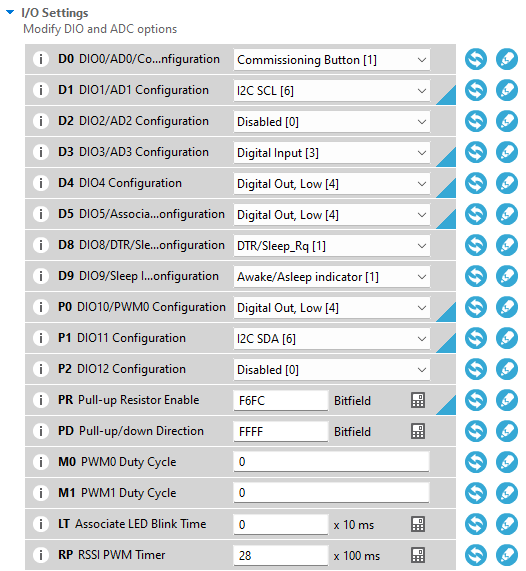 I/O Settings
Modify DIO and ADC options
i D0 DIO0/AD0/Co...nfiguration Commissioning Button [1]
i D1 DIO1/AD1 Configuration I2C SCL [6]
i D2 DIO2/AD2 Configuration Disabled [0]
i D3 DIO3/AD3 Configuration Digital Input [3]
i D4 DIO4 Configuration Digital Out, Low [4]
i D5 DIO5/Associa...onfiguration Digital Out, Low [4]
i D8 DIO8/DTR/Sle...onfiguration DTR/Sleep_Rq [1]
i D9 DIO9/Sleep I...onfiguration Awake/Asleep indicator [1]
i P0 DIO10/PWM0 Configuration Digital Out, Low [4]
i P1 DIO11 Configuration I2C SDA [6]
i P2 DIO12 Configuration Disabled [0]
i PR Pull-up Resistor Enable F6FC Bitfield
i PD Pull-up/down Direction FFFF Bitfield
i M0 PWM0 Duty Cycle 0
i M1 PWM1 Duty Cycle 0
i LT Associate LED Blink Time 0 x 10 ms
i RP RSSI PWM Timer 28 x 100 ms